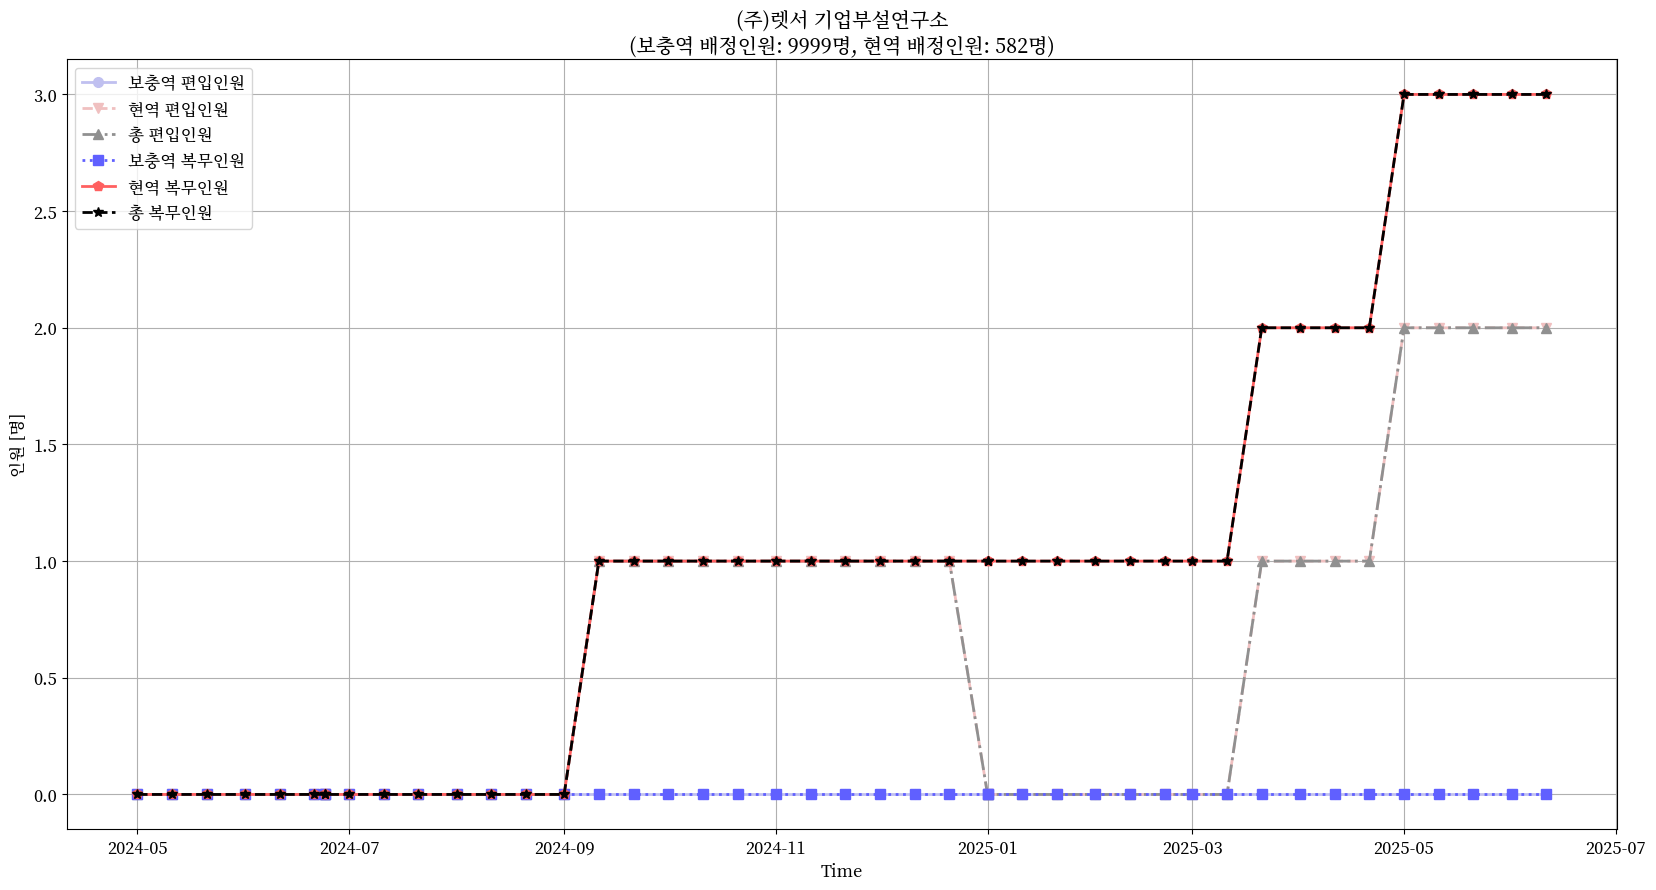 (주)렛서 기업부설연구소
(보충역 배정인원: 9999명, 현역 배정인원: 582명)
보충역 편입인원
현역 편입인원
총 편입인원
보충역 복무인원
현역 복무인원
총 복무인원
3.0
2.5
2.0
1.5
1.0
0.5
0.0
인원 [명]
2024-05 2024-07 2024-09 2024-11 2025-01 2025-03 2025-05 2025-07
Time